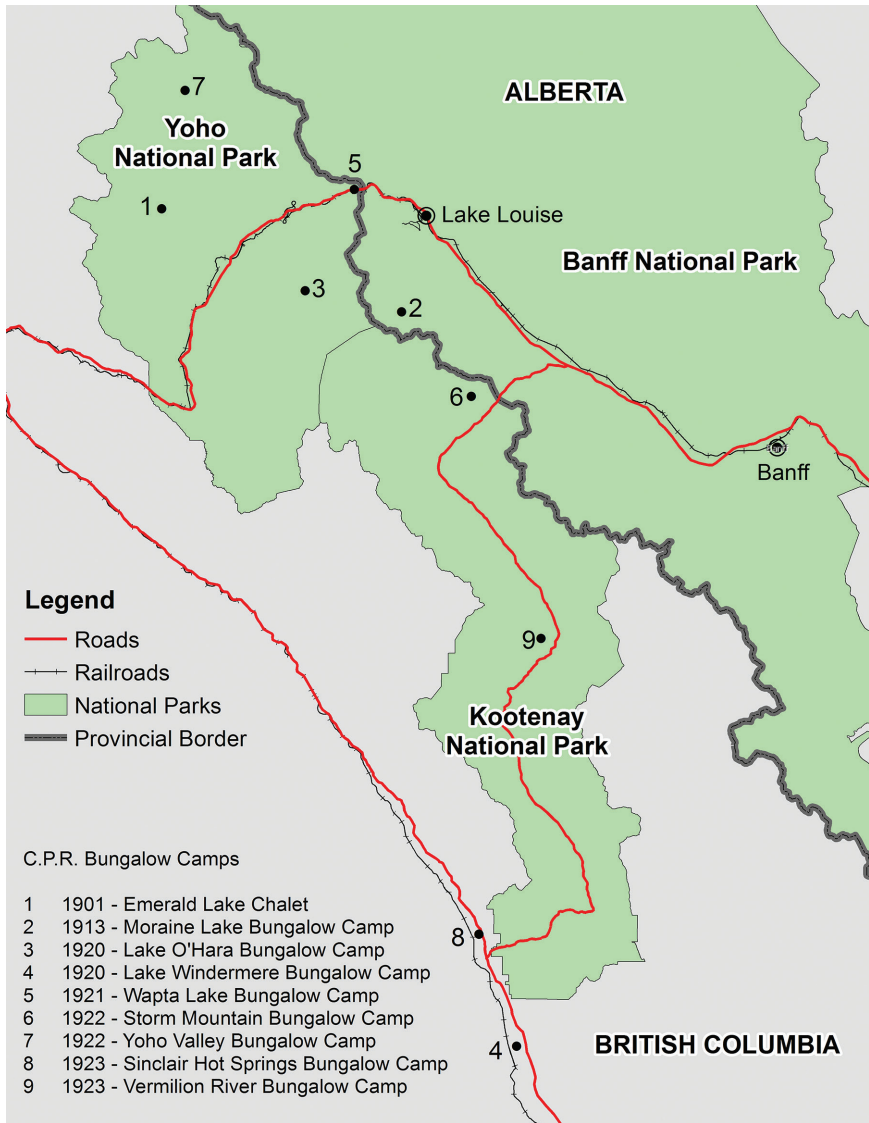 7
ALBERTA
Yoho
National Park
5
1
Lake Louise
Banff National Park
3
2
6
Banff
Legend
Roads
Railroads
National Parks
Provincial Border
9
Kootenay
National Park
C.P.R. Bungalow Camps
1 1901 - Emerald Lake Chalet
2 1913 - Moraine Lake Bungalow Camp
3 1920 - Lake O'Hara Bungalow Camp
4 1920 - Lake Windermere Bungalow Camp
5 1921 - Wapta Lake Bungalow Camp
6 1922 - Storm Mountain Bungalow Camp
7 1922 - Yoho Valley Bungalow Camp
8 1923 - Sinclair Hot Springs Bungalow Camp
9 1923 - Vermilion River Bungalow Camp
8
4
BRITISH COLUMBIA